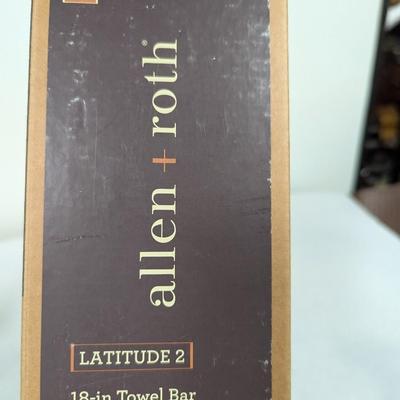 allen + roth®
LATITUDE 2
18-in Towel Bar